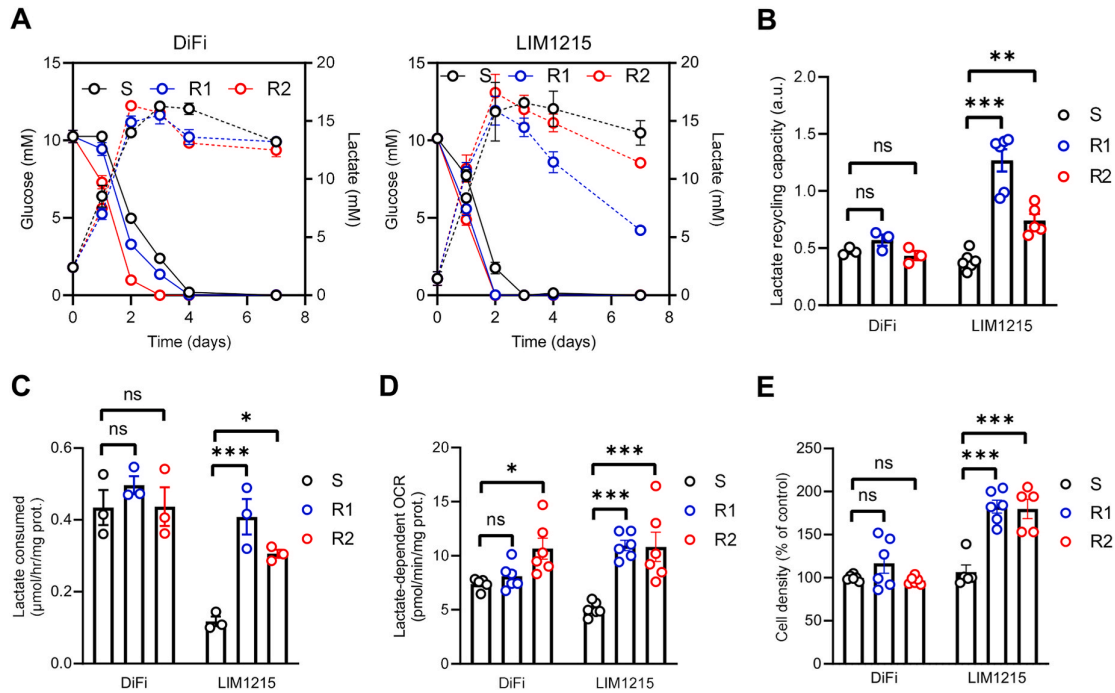 A
DiFi
LIM1215
S R1 R2
S R1 R2
15
10
5
0
Glucose (mM)
20
15
10
5
0
Lactate (mM)
0 2 4 6 8
Time (days)
15
10
5
0
Glucose (mM)
20
15
10
5
0
Lactate (mM)
0 2 4 6 8
Time (days)
B
Lactate recycling capacity (a.u.)
2.0
1.5
1.0
0.5
0.0
ns
ns
**
***
S
R1
R2
DiFi LIM1215
C
Lactate consumed
(μmol/hr/mg prot.)
0.6
0.4
0.2
0.0
ns
ns
*
***
S
R1
R2
DiFi LIM1215
D
Lactate-dependent OCR
(pmol/min/mg prot.)
20
15
10
5
0
*
ns
***
***
S
R1
R2
DiFi LIM1215
E
Cell density (% of control)
250
200
150
100
50
0
ns
ns
***
***
S
R1
R2
DiFi LIM1215